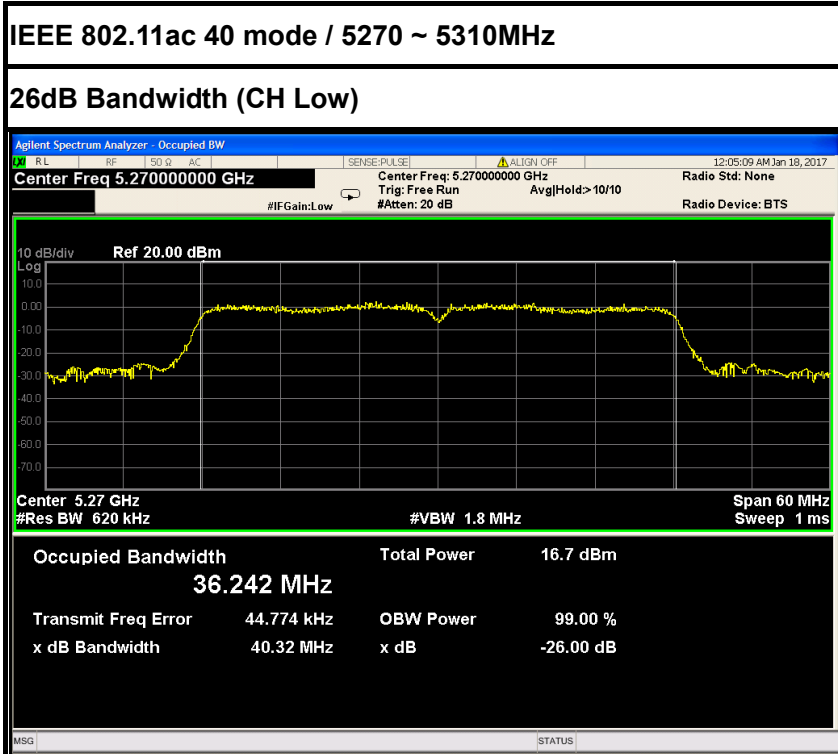 IEEE 802.11ac 40 mode / 5270 ~ 5310MHz
26dB Bandwidth (CH Low)
Agilent Spectrum Analyzer - Occupied BW
LXI RL RF 50 Ω AC SENSE:PULSE ALIGN OFF 12:05:09 AM Jan 18, 2017
Center Freq 5.270000000 GHz Center Freq: 5.270000000 GHz Radio Std: None
Trig: Free Run Avg|Hold:>10/10
#IFGain:Low #Atten: 20 dB Radio Device: BTS
10 dB/div Ref 20.00 dBm
Log
10.0
0.00
-10.0
-20.0
-30.0
-40.0
-50.0
-60.0
-70.0
Center 5.27 GHz Span 60 MHz
#Res BW 620 kHz #VBW 1.8 MHz Sweep 1 ms
Occupied Bandwidth Total Power 16.7 dBm
36.242 MHz
Transmit Freq Error 44.774 kHz OBW Power 99.00 %
x dB Bandwidth 40.32 MHz x dB -26.00 dB
MSG STATUS